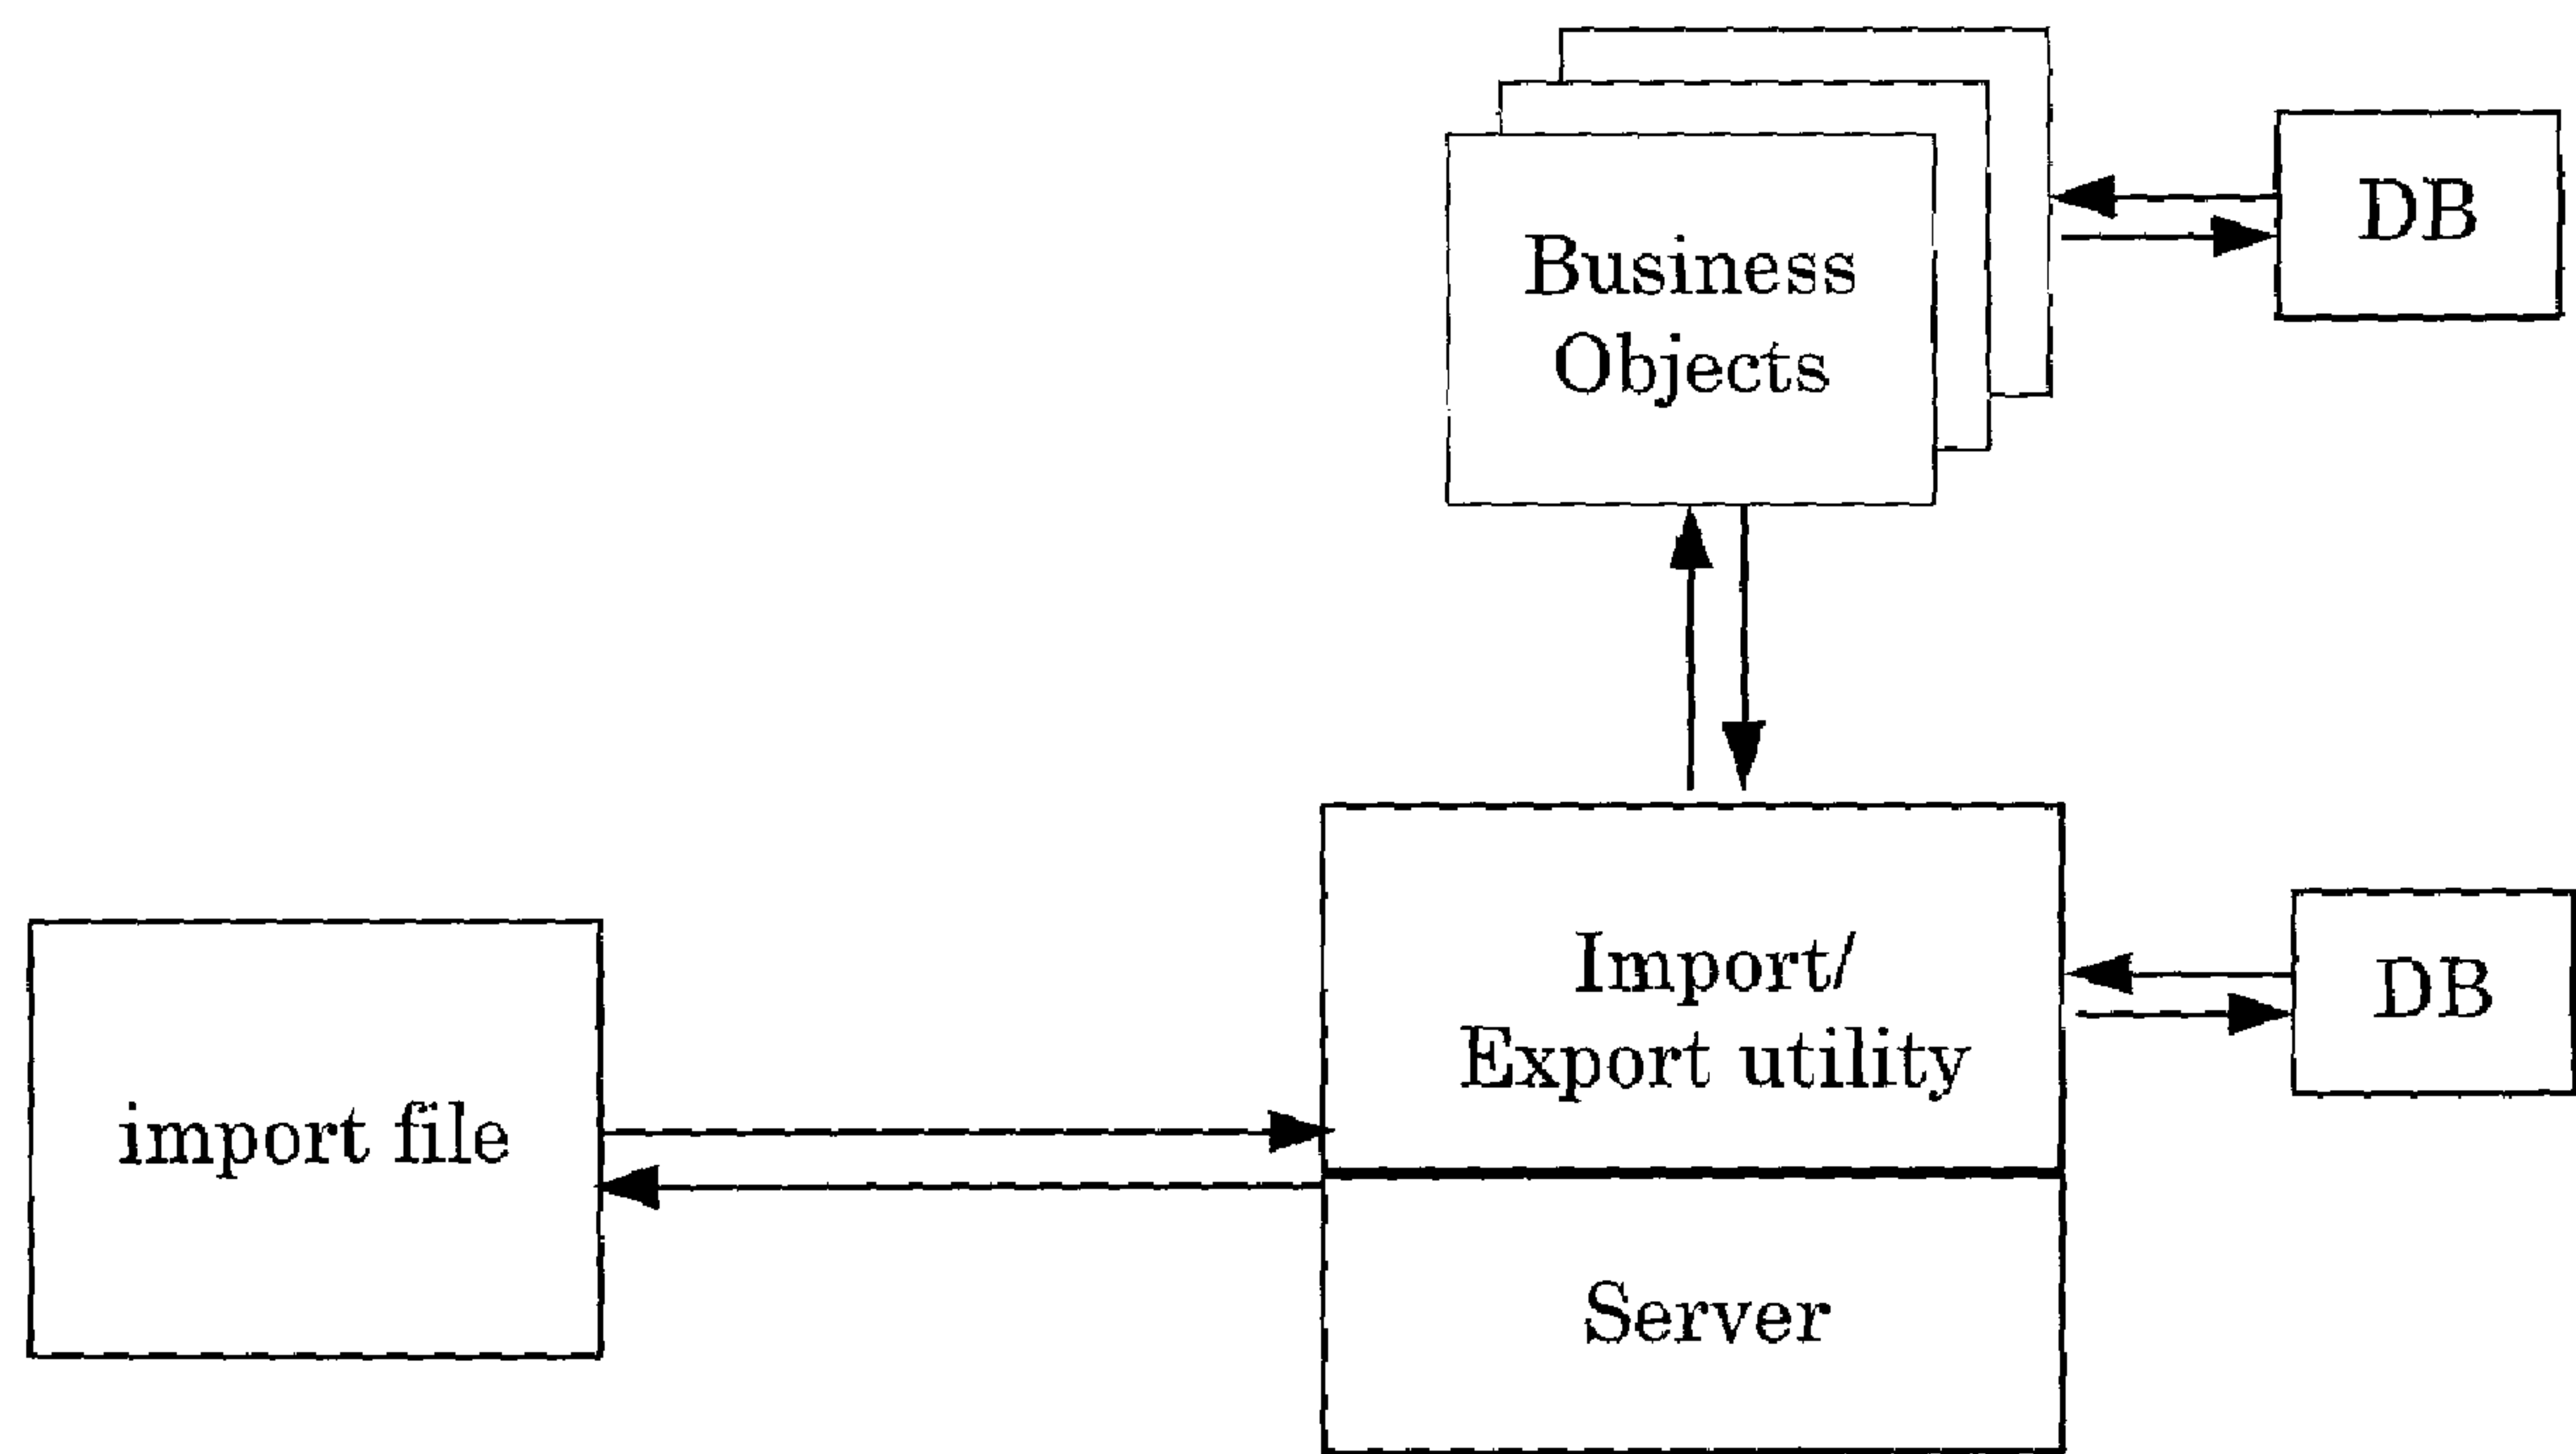 Business
Objects
DB
Import/
Export utility
DB
import file
Server